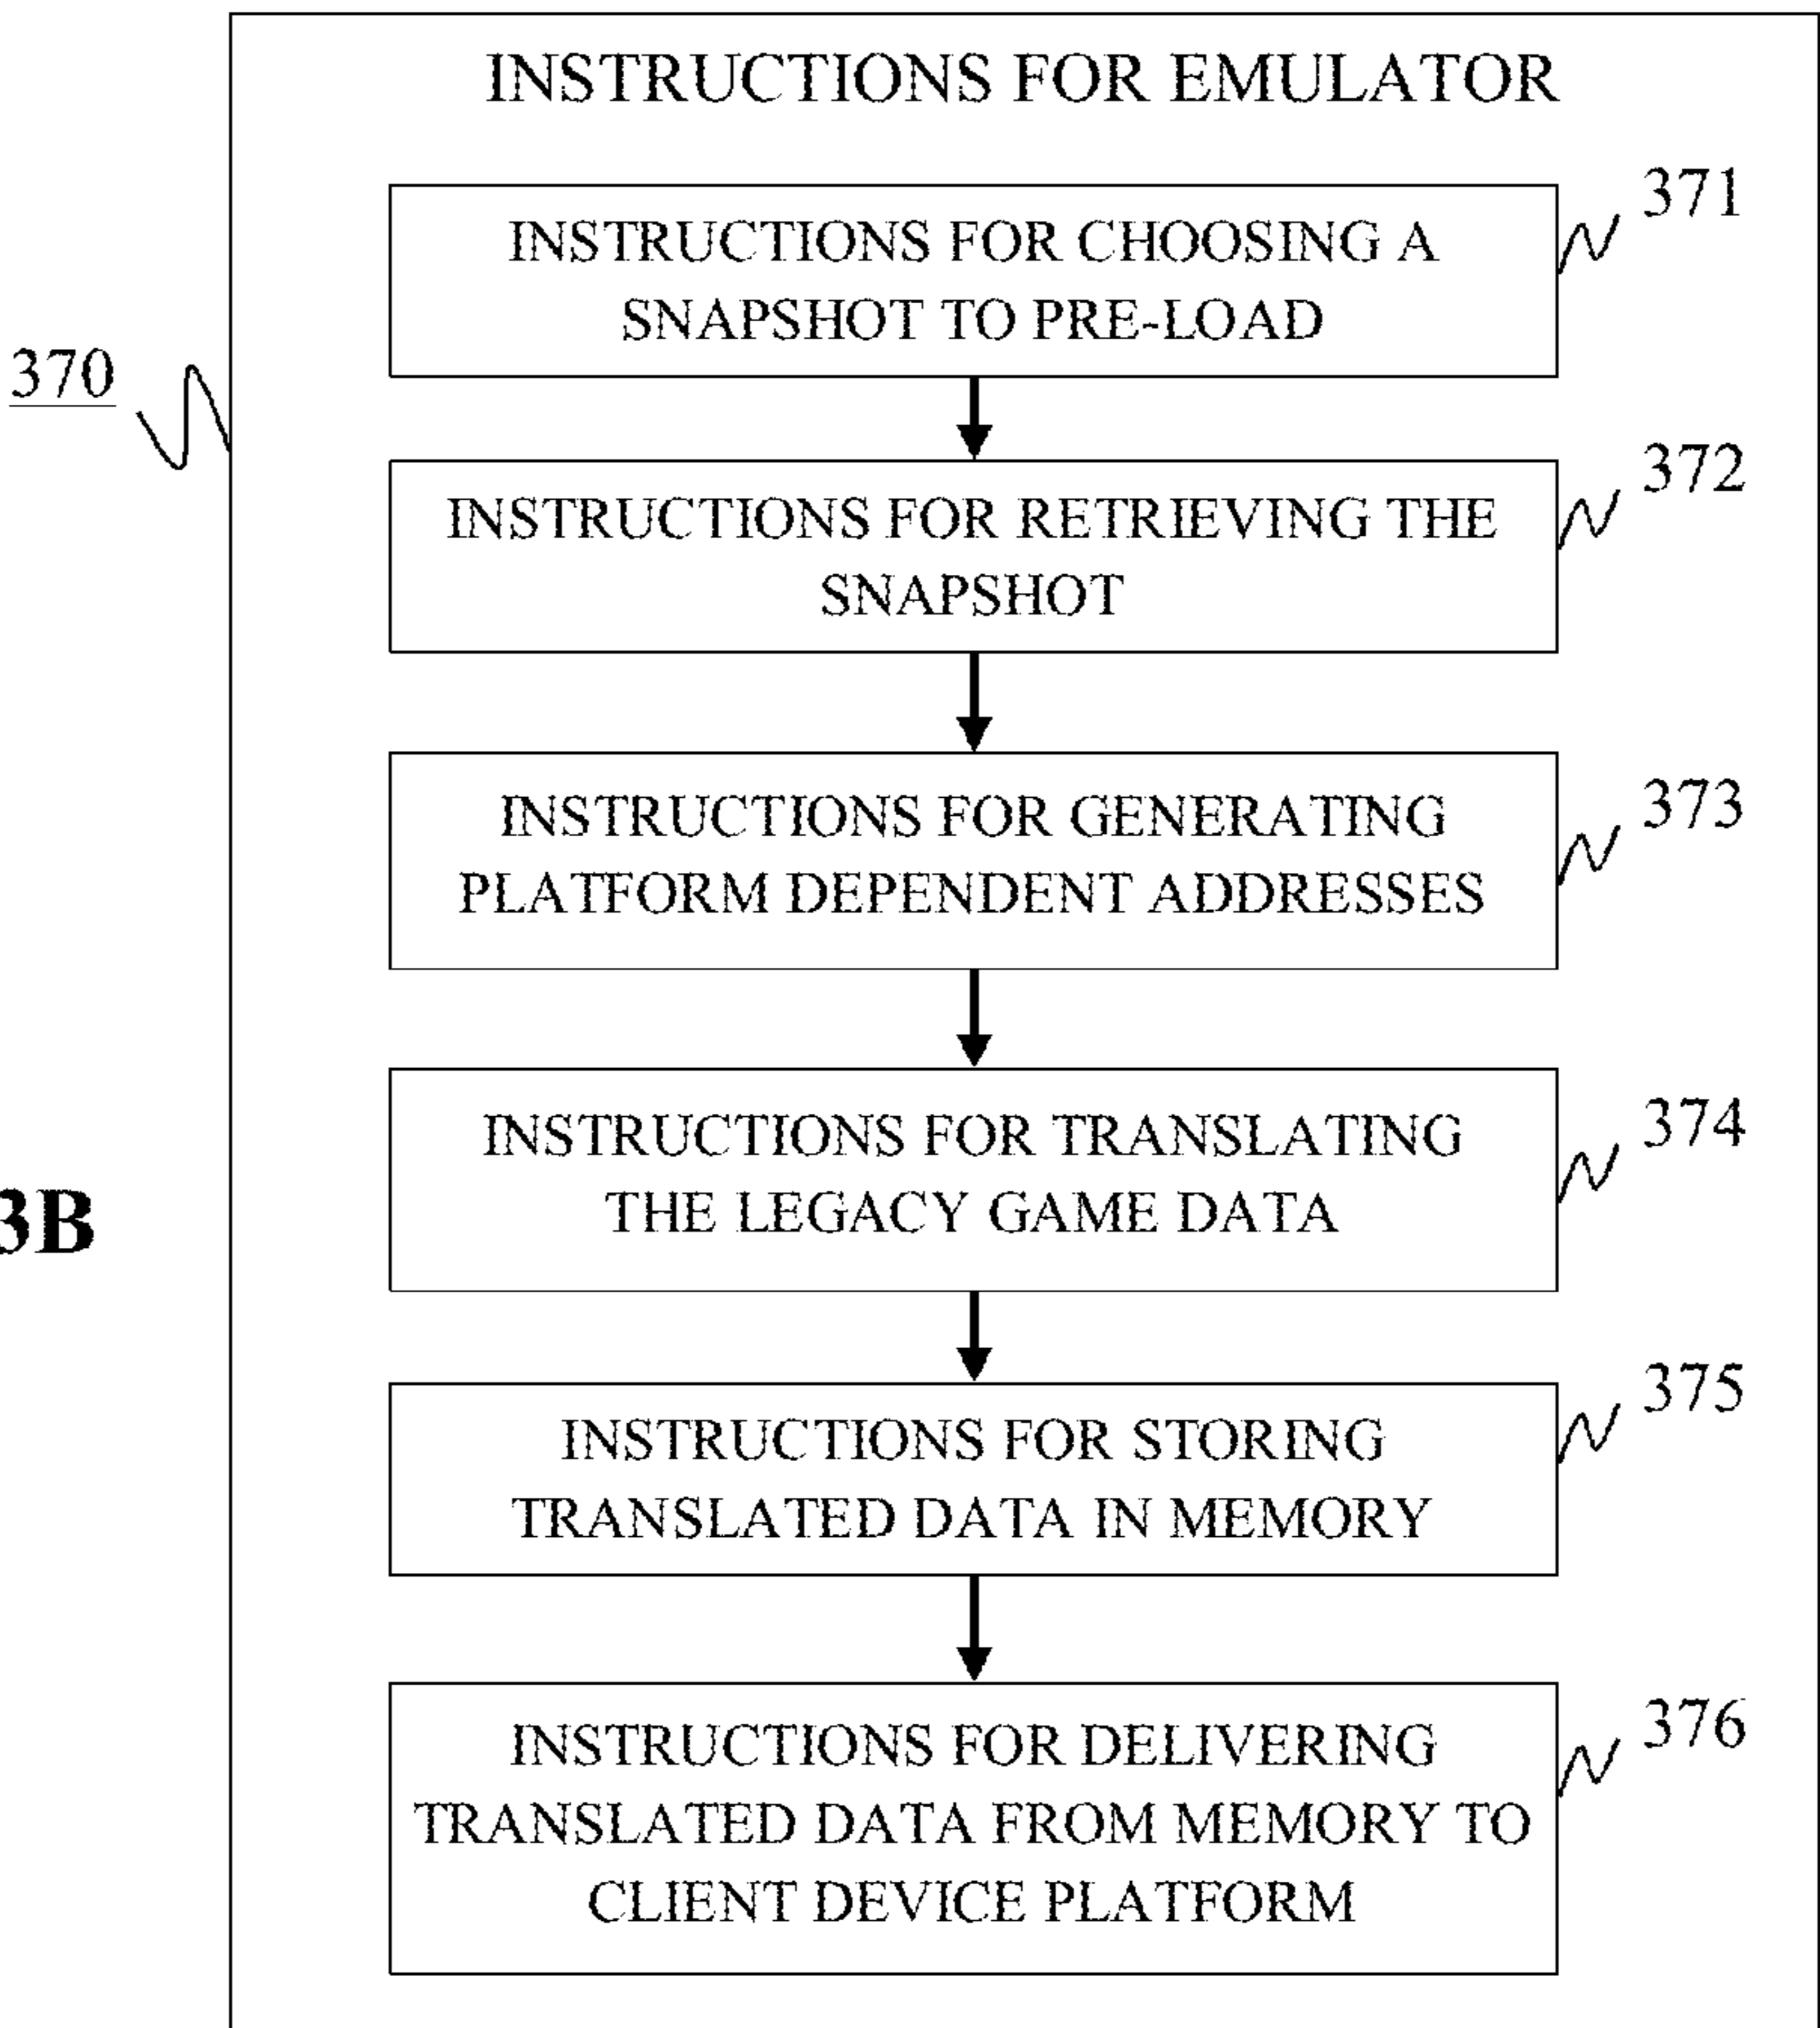 INSTRUCTIONS FOR EMULATOR
371
INSTRUCTIONS FOR CHOOSING A
SNAPSHOT TO PRE-LOAD
370
372
INSTRUCTIONS FOR RETRIEVING THE
SNAPSHOT
373
INSTRUCTIONS FOR GENERATING
PLATFORM DEPENDENT ADDRESSES
374
INSTRUCTIONS FOR TRANSLATING
THE LEGACY GAME DATA
3B
375
INSTRUCTIONS FOR STORING
TRANSLATED DATA IN MEMORY
376
INSTRUCTIONS FOR DELIVERING
TRANSLATED DATA FROM MEMORY TO
CLIENT DEVICE PLATFORM